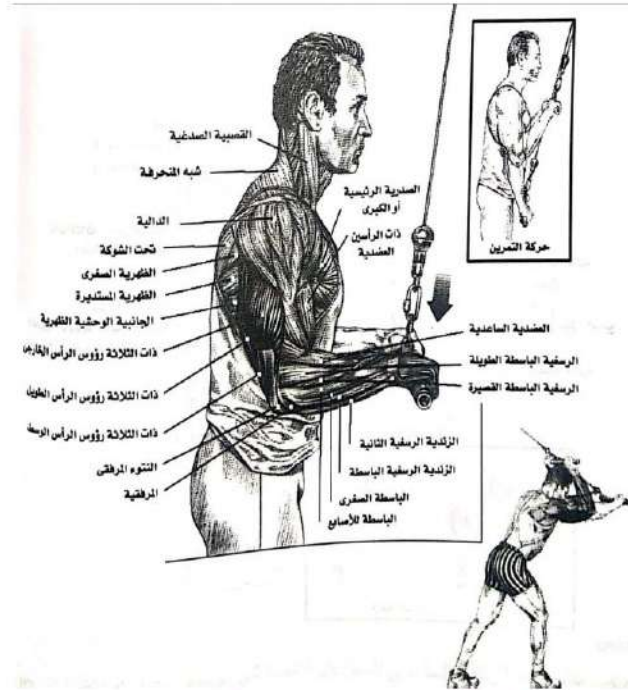 القصبية الصدغية
شبه المنحرفة
الدالية
تحت الشوكة
الظهرية الصغرى
الظهرية المستديرة
الجانبية الوحشية الظهرية
ذات الثلاثة رؤوس الرأس الخارجى
ذات الثلاثة رؤوس الرأس الطويل
ذات الثلاثة رؤوس الرأس الوسط
النتوء المرفقى
المرفقية
الصدرية الرئيسية
أو الكبرى
ذات الرأسين
العضدية
حركة التمرين
العضدية الساعدية
الرسغية الباسطة الطويلة
الرسغية الباسطة القصيرة
الزندية الرسغية الثانية
الزندية الرسغية الباسطة
الباسطة الصغرى
الباسطة للأصابع